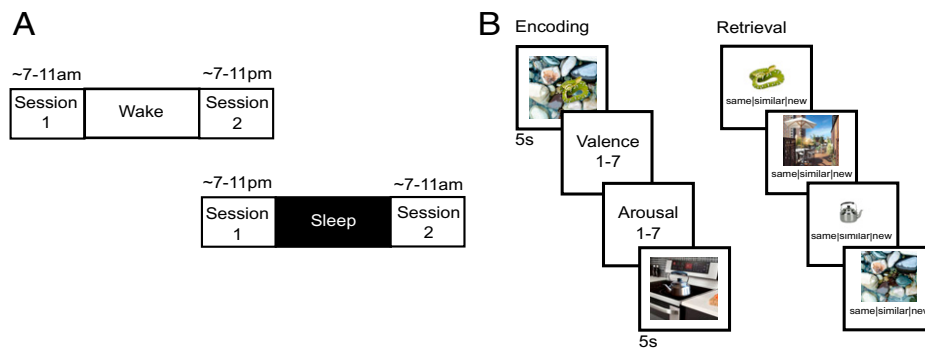 A
~7-11am
~7-11pm
Session
1
Wake
Session
2
~7-11pm
~7-11am
Session
1
Sleep
Session
2
B
Encoding
5s
Valence
1-7
Arousal
1-7
5s
Retrieval
same|similar|new
same|similar|new
same|similar|new
same|similar|new